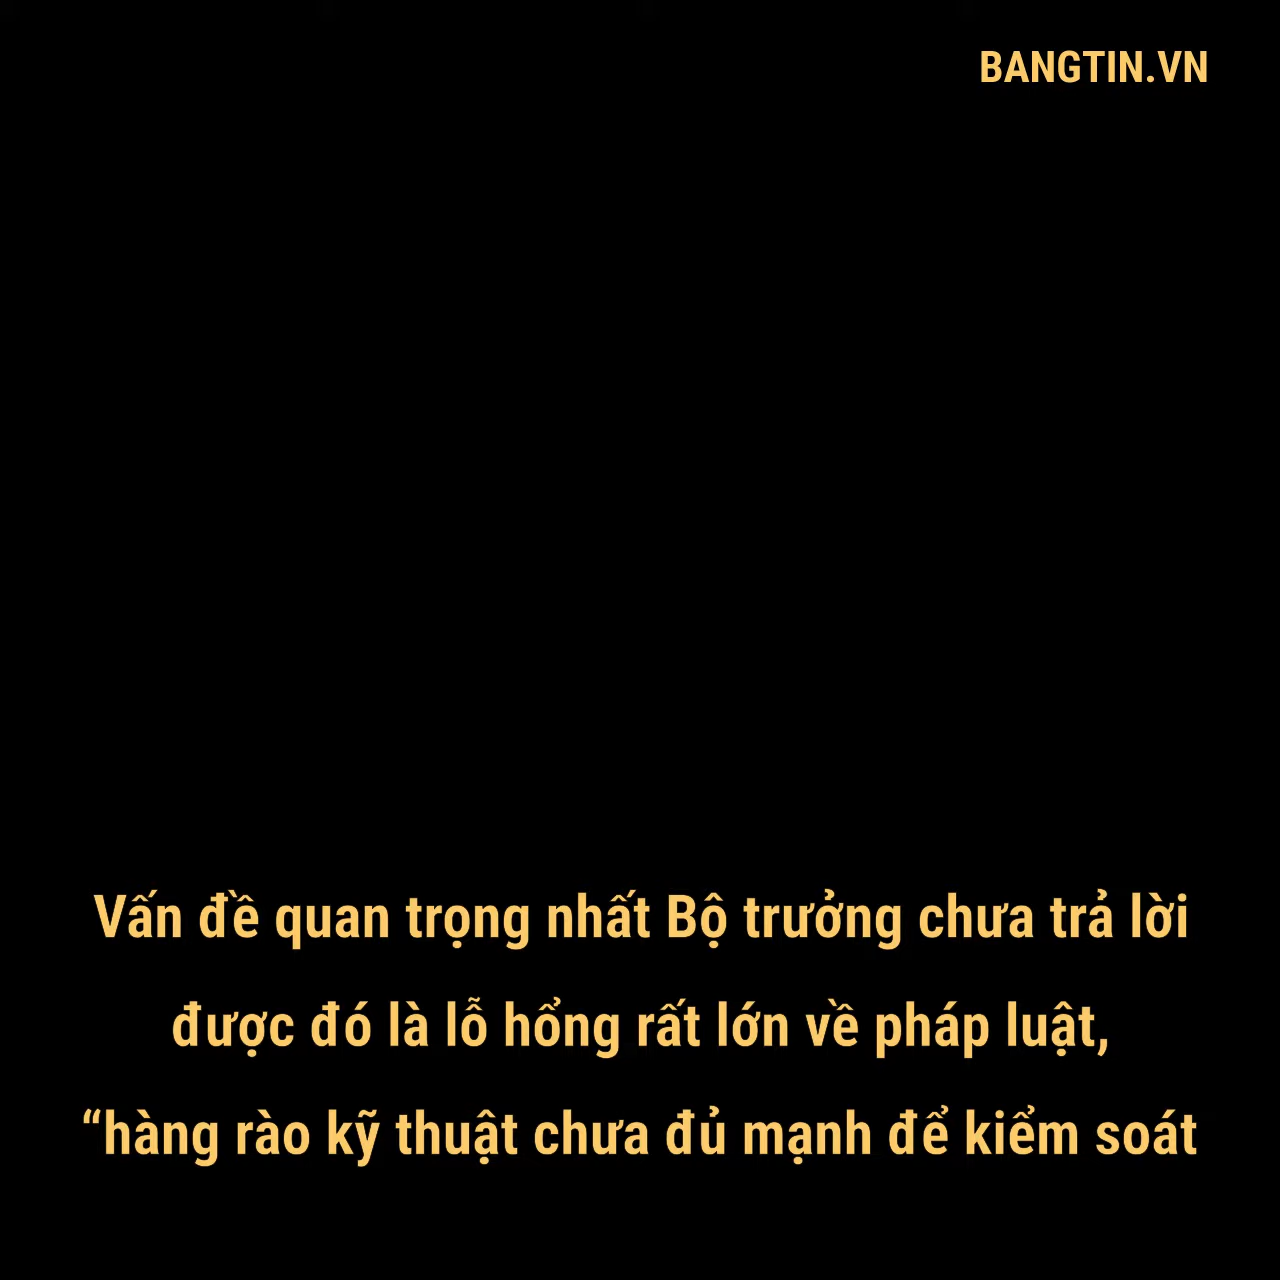 BANGTIN.VN
Vấn đề quan trọng nhất Bộ trưởng chưa trả lời
được đó là lỗ hổng rất lớn về pháp luật,
“hàng rào kỹ thuật chưa đủ mạnh để kiểm soát